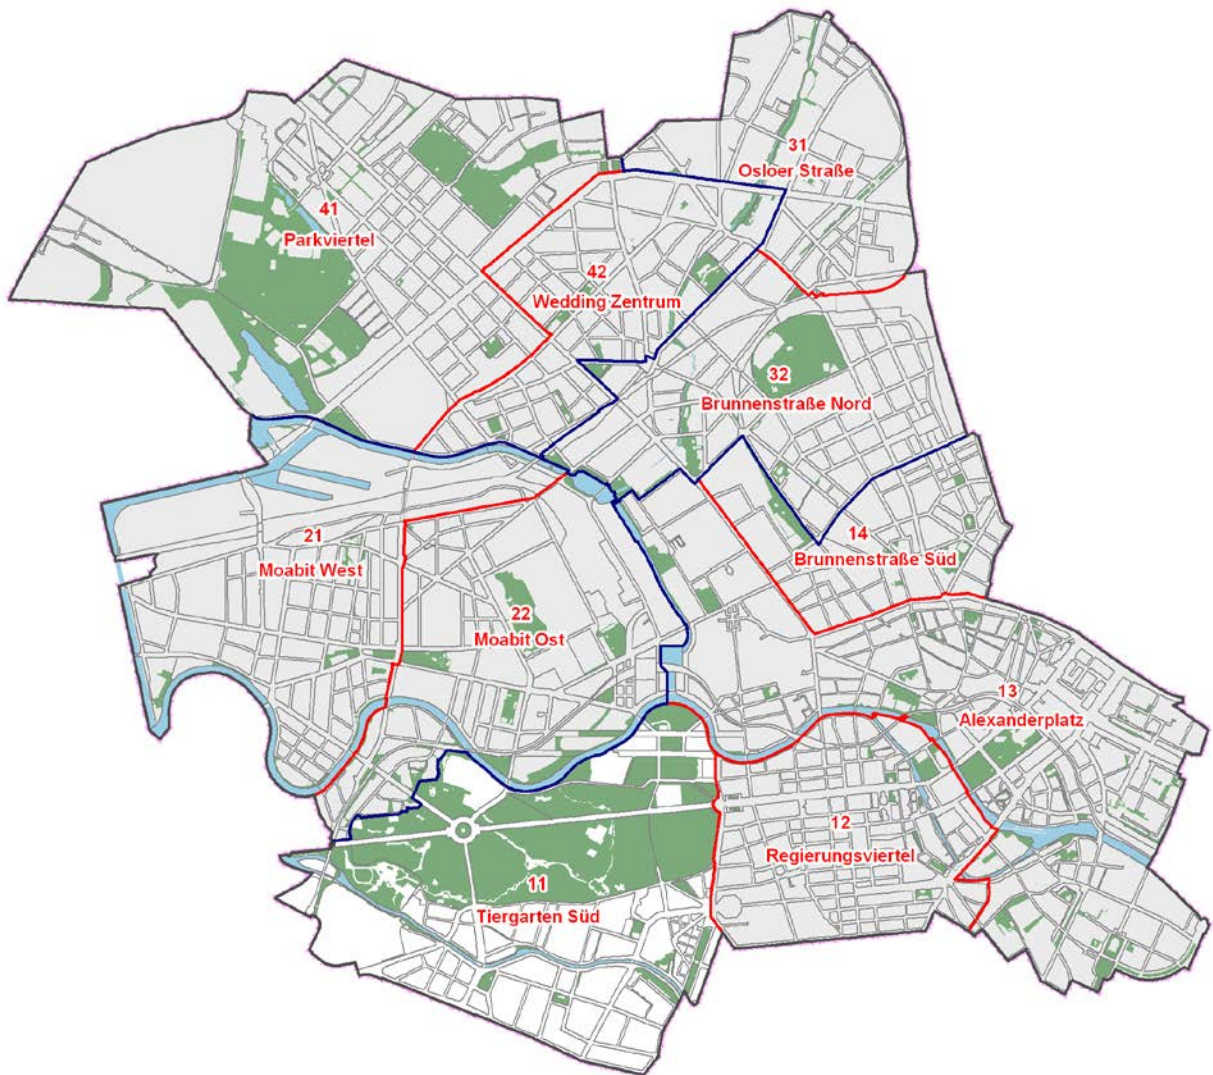 31
Osloer Straße
41
Parkviertel
42
Wedding Zentrum
32
Brunnenstraße Nord
21
Moabit West
14
Brunnenstraße Süd
22
Moabit Ost
13
Alexanderplatz
12
Regierungsviertel
11
Tiergarten Süd